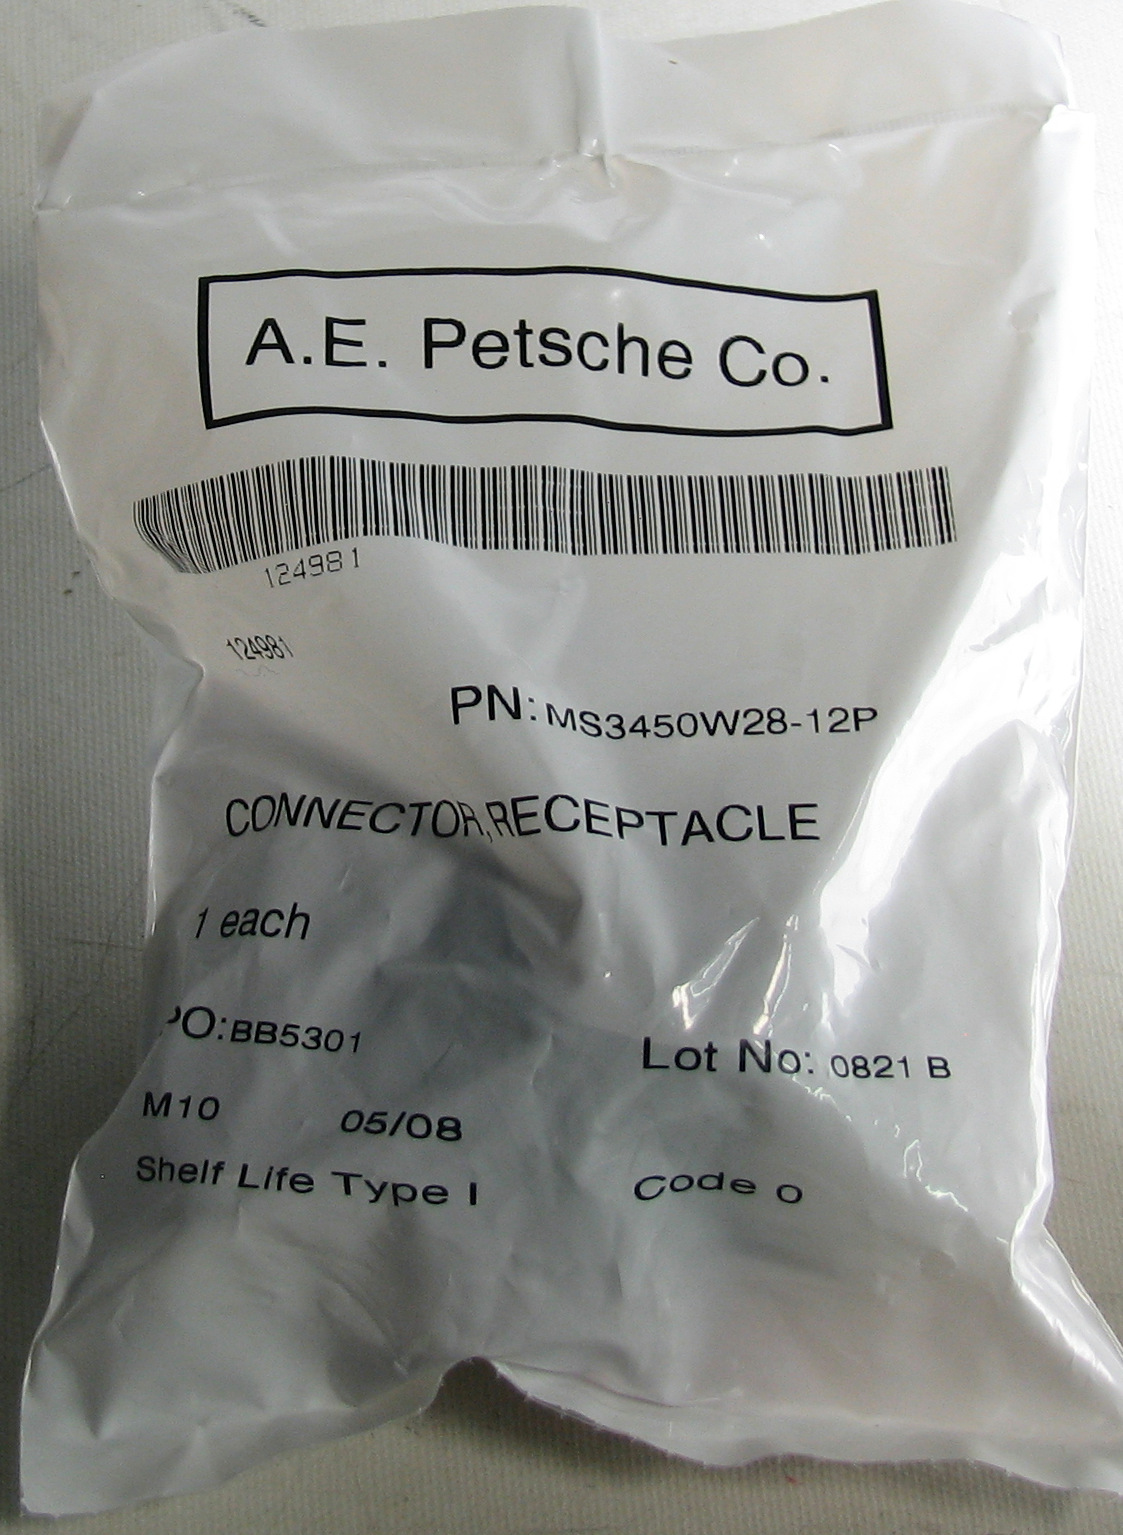 A.E. Petsche Co.
124981
124981
PN:MS3450W28-12P
CONNECTOR,RECEPTACLE
1 each
PO:BB5301
Lot No: 0821 B
M10 05/08
Shelf Life Type I Code 0